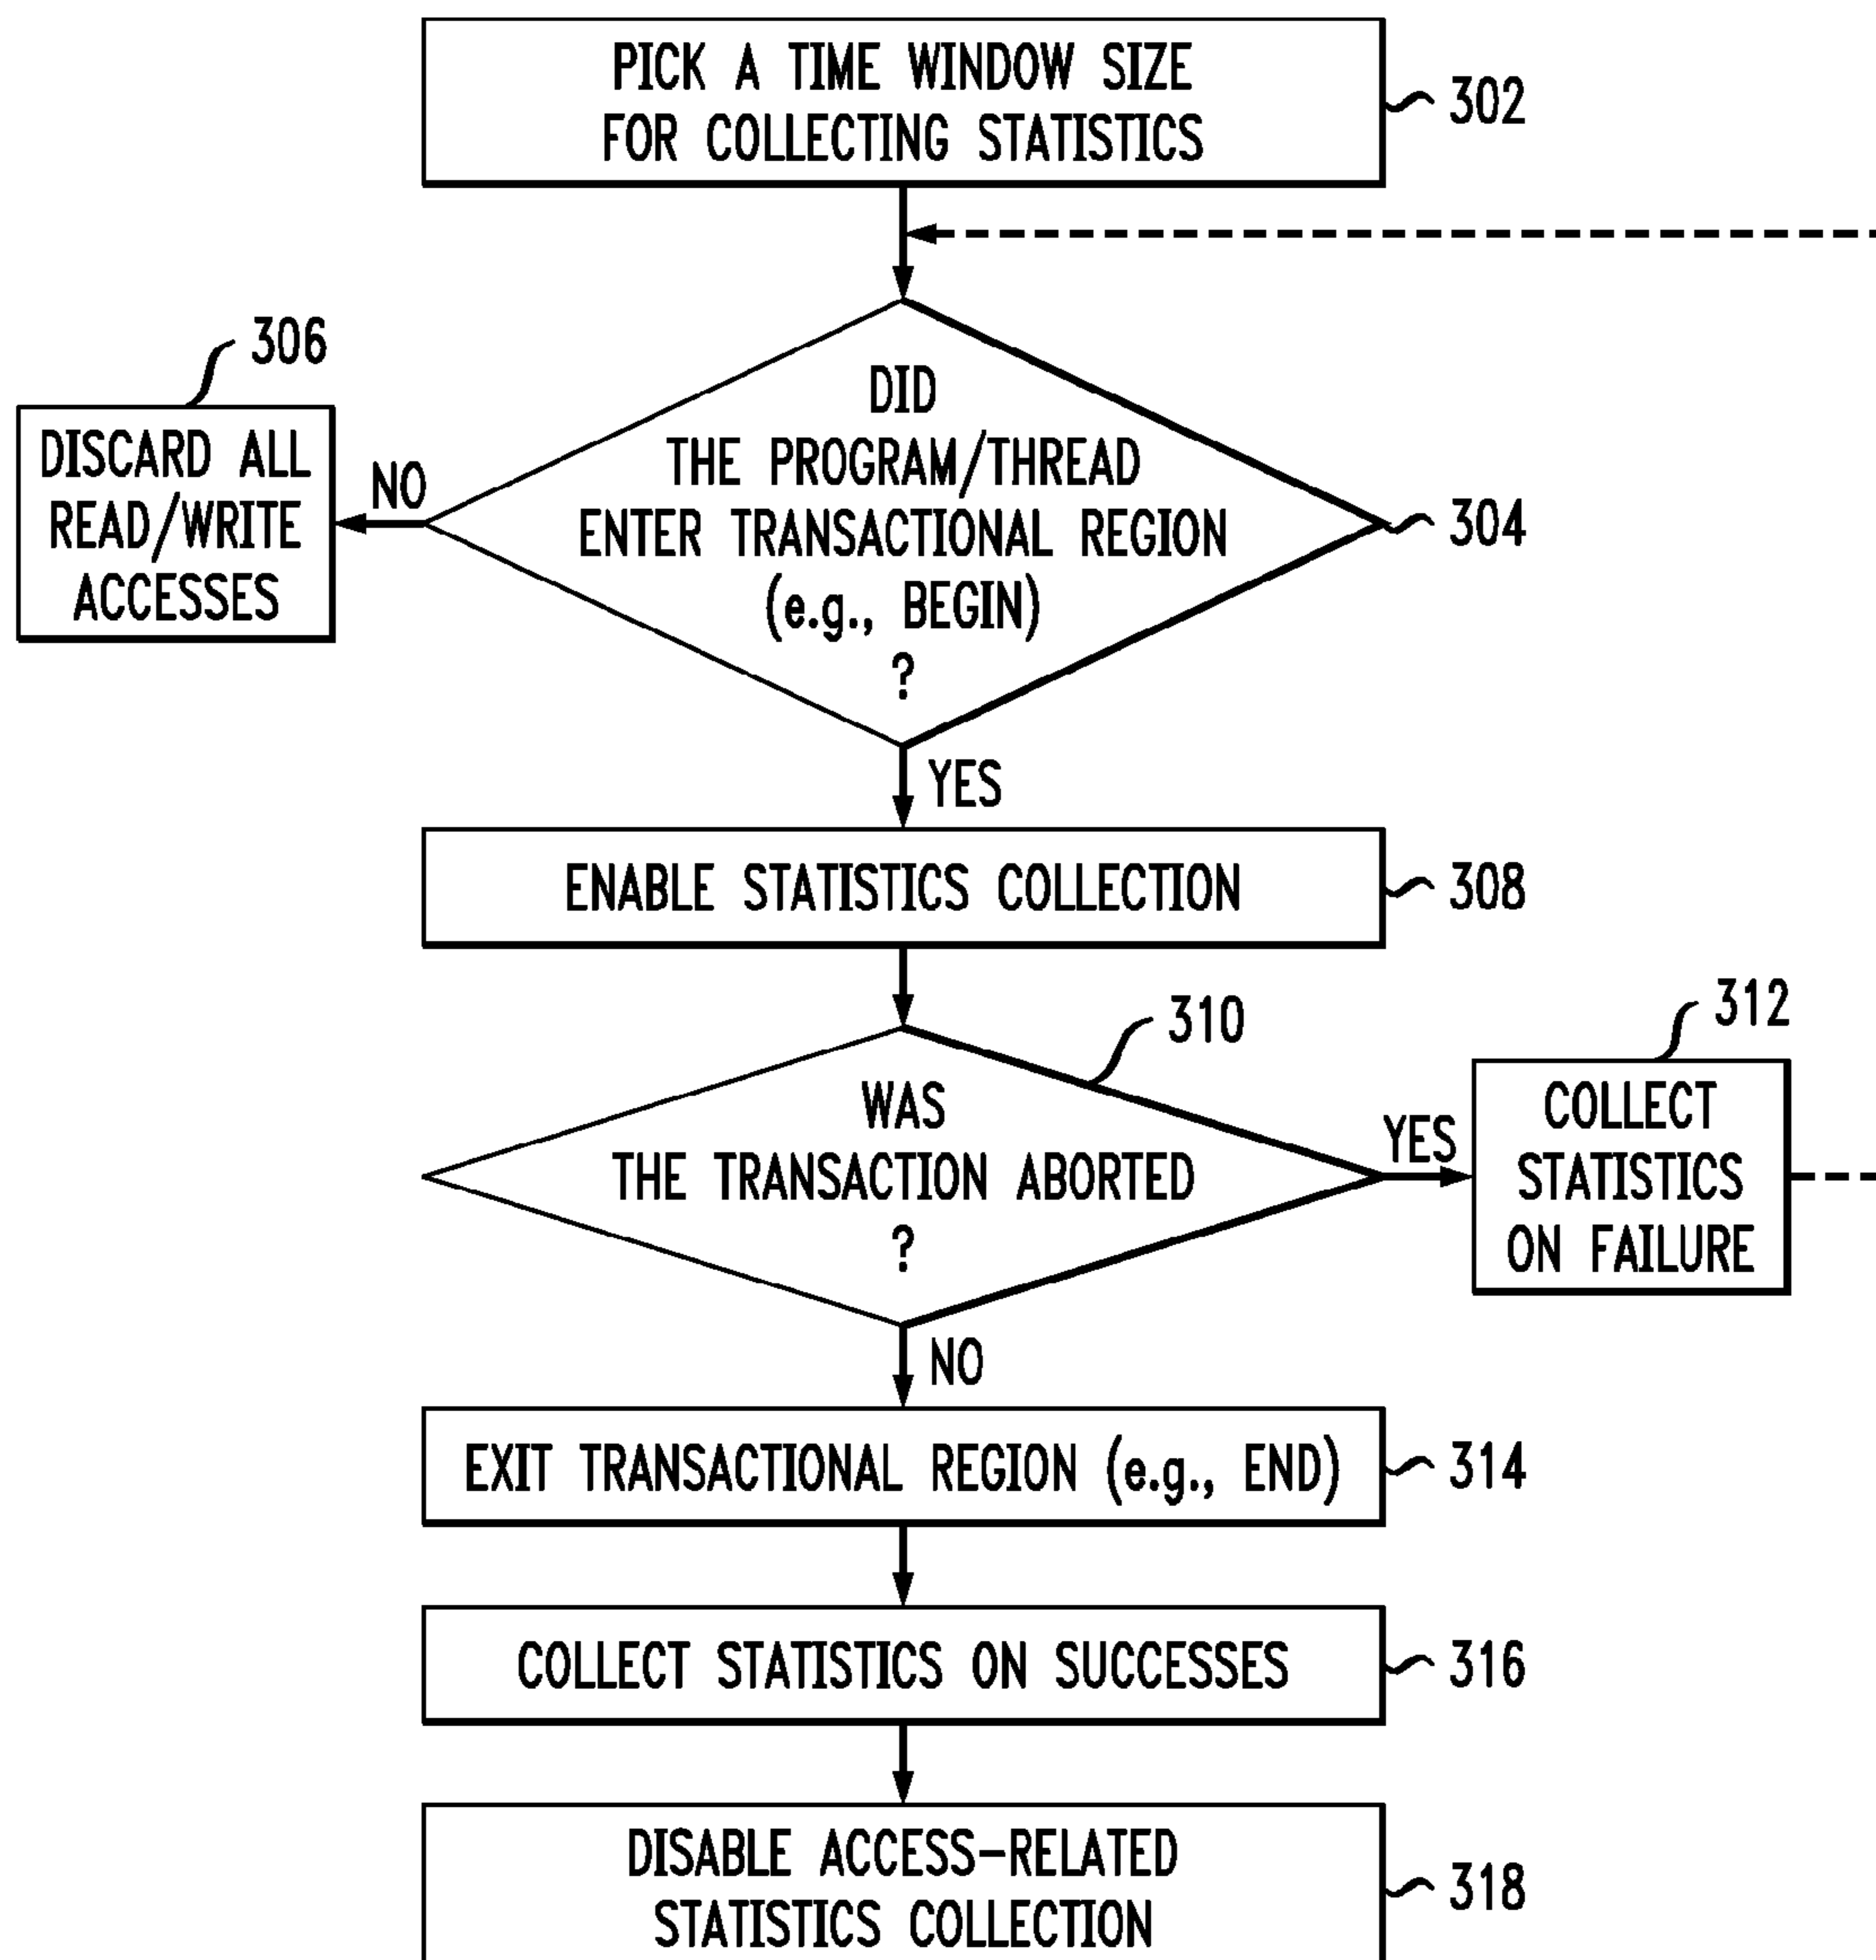 PICK A TIME WINDOW SIZE
FOR COLLECTING STATISTICS
302
306
DISCARD ALL
READ/WRITE
ACCESSES
NO
DID
THE PROGRAM/THREAD
ENTER TRANSACTIONAL REGION
(e.g., BEGIN)
?
304
YES
ENABLE STATISTICS COLLECTION
308
310
WAS
THE TRANSACTION ABORTED
?
YES
312
COLLECT
STATISTICS
ON FAILURE
NO
EXIT TRANSACTIONAL REGION (e.g., END)
314
COLLECT STATISTICS ON SUCCESSES
316
DISABLE ACCESS-RELATED
STATISTICS COLLECTION
318